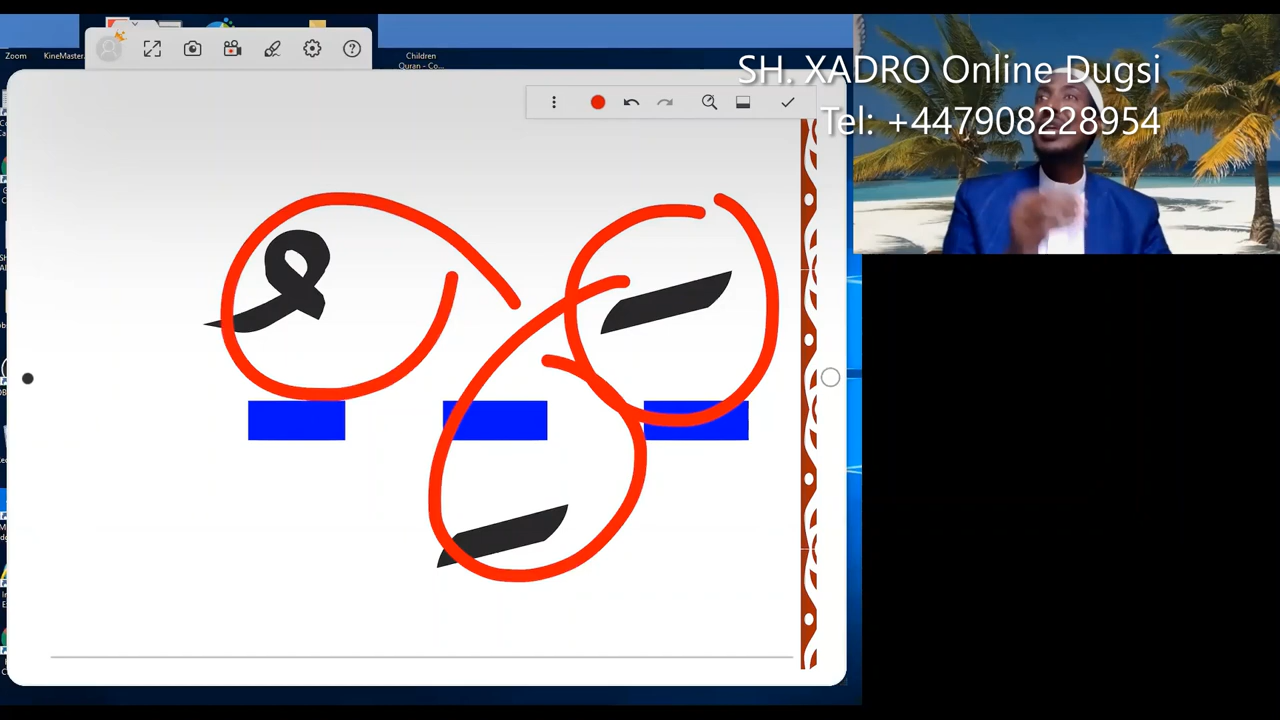 Zoom
KineMaster
Children
Quran - Co...
SH. XADRO Online Dugsi
Tel: +447908228954
َ ِ ُ